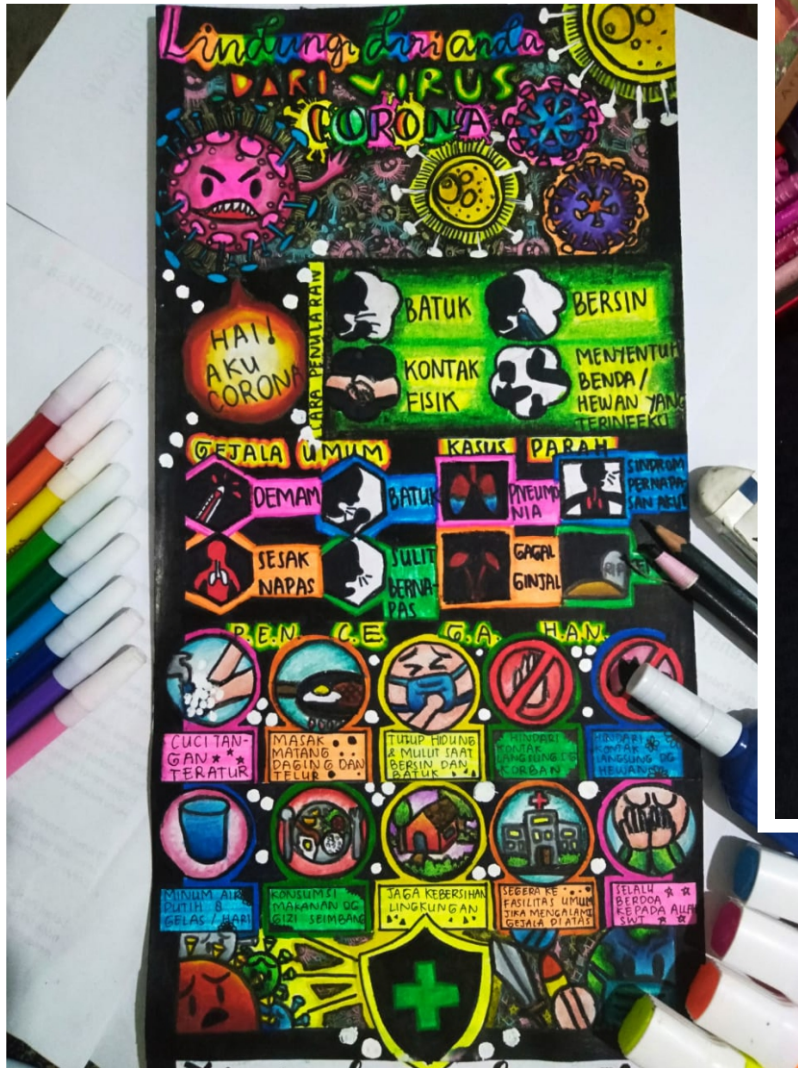 Lindungi diri anda
DARI VIRUS
CORONA
HAI!
AKU
CORONA
CARA PENULARAN
BATUK
BERSIN
KONTAK
FISIK
MENYENTUH
BENDA/
HEWAN YANG
TERINFEKSI
GEJALA UMUM
KASUS PARAH
DEMAM
BATUK
PNEUMO
NIA
SINDROM
PERNAPA-
SAN AKUT
SESAK
NAPAS
SULIT
BERNA-
PAS
GAGAL
GINJAL
P.E.N.C.E.G.A.H.A.N.
CUCI TAN-
GAN
TERATUR
MASAK
MATANG
DAGING DAN
TELUR
TUTUP HIDUNG
& MULUT SAAT
BERSIN DAN
BATUK
HINDARI
KONTAK
LANGSUNG DG
KORBAN
HINDARI
KONTAK
LANGSUNG DG
HEWAN
MINUM AIR
PUTIH 8
GELAS / HARI
KONSUMSI
MAKANAN DG
GIZI SEIMBANG
JAGA KEBERSIHAN
LINGKUNGAN
SEGERA KE
FASILITAS UMUM
JIKA MENGALAMI
GEJALA DIATAS
SELALU
BERDOA
KEPADA ALLAH
SWT